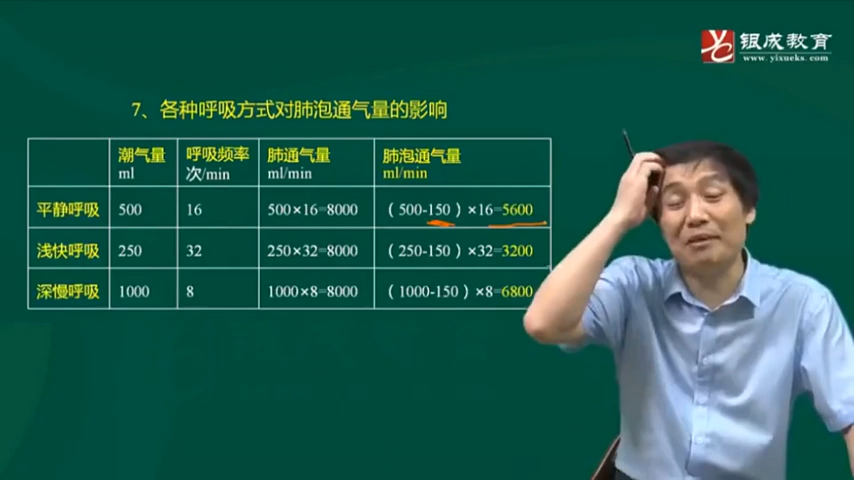 YC 银成教育
www.yixueks.com
7、各种呼吸方式对肺泡通气量的影响
潮气量 ml 呼吸频率 次/min 肺通气量 ml/min 肺泡通气量 ml/min
平静呼吸 500 16 500×16=8000 (500-150)×16=5600
浅快呼吸 250 32 250×32=8000 (250-150)×32=3200
深慢呼吸 1000 8 1000×8=8000 (1000-150)×8=6800